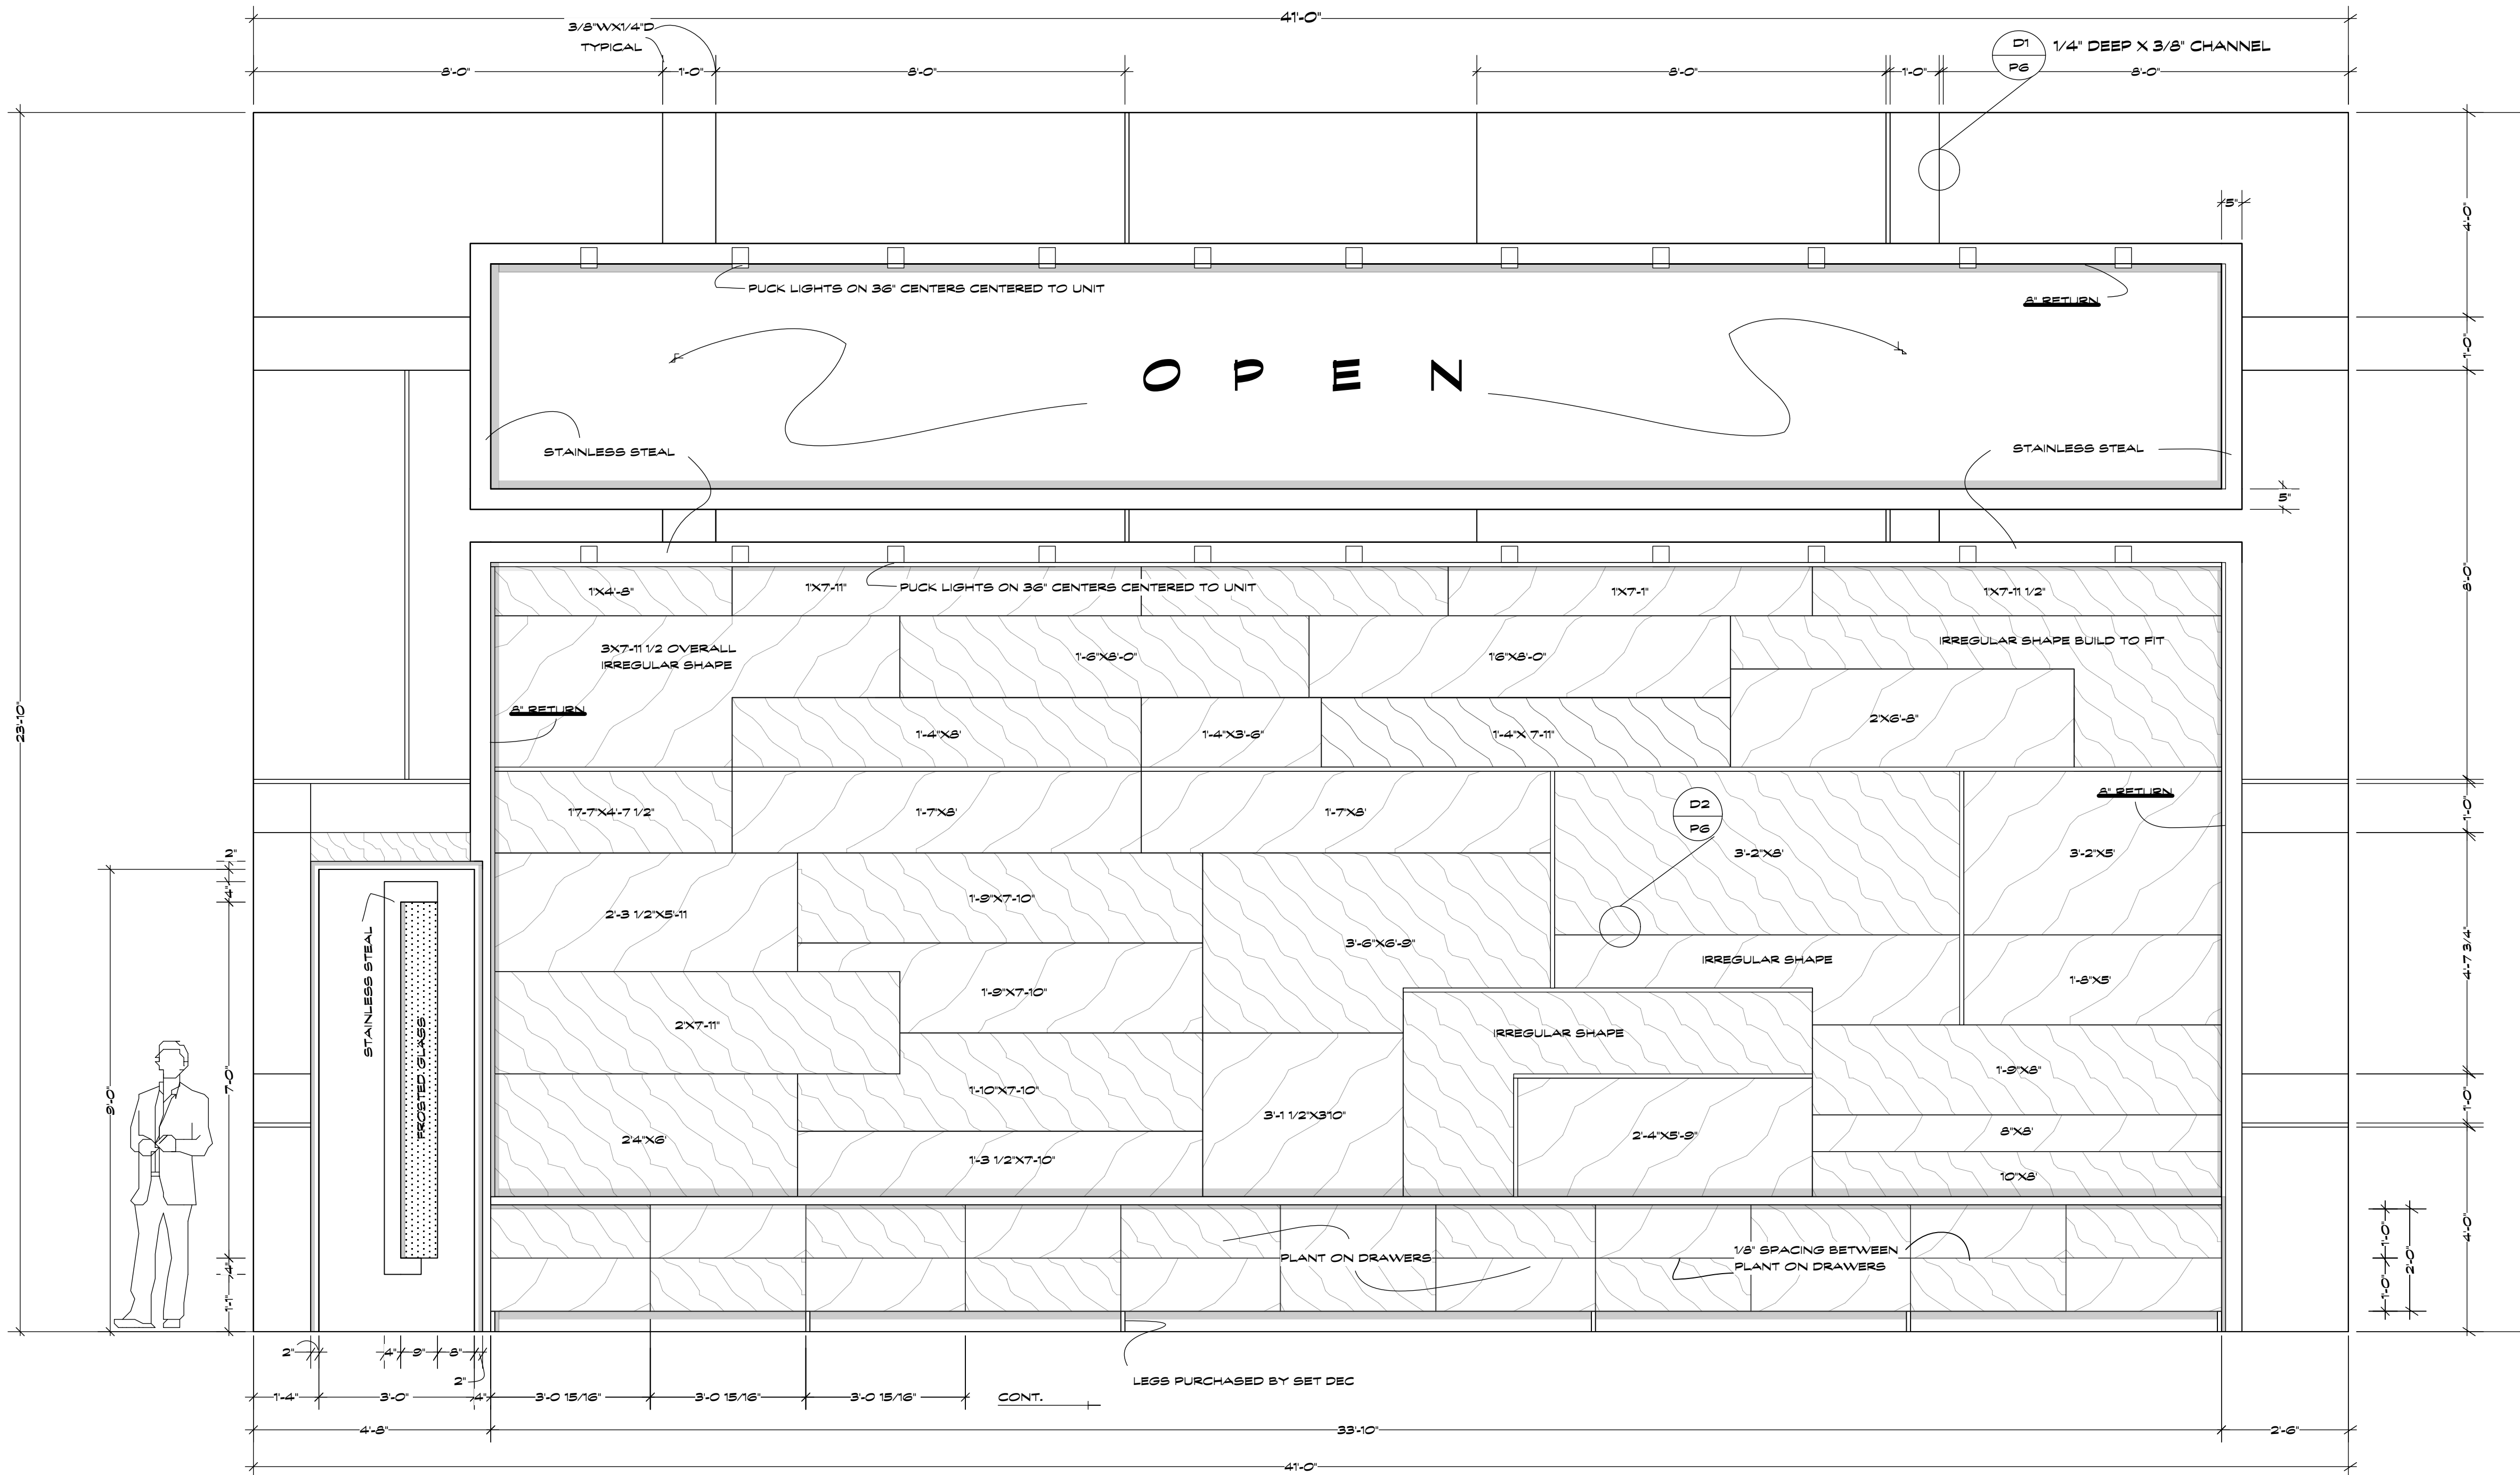 41'-0"
3/8"WX1/4"D
TYPICAL
D1
P6
1/4" DEEP X 3/8" CHANNEL
8'-0"
1'-0"
8'-0"
8'-0"
1'-0"
8'-0"
5"
4'-0"
PUCK LIGHTS ON 36" CENTERS CENTERED TO UNIT
8" RETURN
1'-0"
O P E N
STAINLESS STEAL
STAINLESS STEAL
5"
1'X4'-8"
1'X7-11"
PUCK LIGHTS ON 36" CENTERS CENTERED TO UNIT
1'X7-1"
1'X7-11 1/2"
8'-0"
3X7-11 1/2 OVERALL
IRREGULAR SHAPE
1'-6"X8'-0"
1'6"X8'-0"
IRREGULAR SHAPE BUILD TO FIT
8" RETURN
23'-10"
1'-4"X8'
1'-4"X3'-6"
1'-4"X 7-11"
2'X6'-8"
1'7-7"X4'-7 1/2"
1'-7"X8'
1'-7"X8'
D2
P6
8" RETURN
1'-0"
2"
3'-2"X8'
3'-2"X5'
4"
2'-3 1/2"X5'-11
1'-9"X7-10"
3'-6"X6'-9"
IRREGULAR SHAPE
4'-7 3/4"
STAINLESS STEAL
1'-9"X7-10"
1'-8"X5'
2'X7-11"
IRREGULAR SHAPE
FROSTED GLASS
7'-0"
9'-0"
1'-10"X7-10"
1'-9"X8"
1'-0"
3'-1 1/2"X3'10"
2'4"X6'
2'-4"X5'-9"
8"X8'
1'-3 1/2"X7-10"
10"X8'
PLANT ON DRAWERS
1/8" SPACING BETWEEN
PLANT ON DRAWERS
1'-0"
2'-0"
4'-0"
4"
1'-0"
1'-1"
2"
4"
9"
8"
2"
LEGS PURCHASED BY SET DEC
1'-4"
3'-0"
4"
3'-0 15/16"
3'-0 15/16"
3'-0 15/16"
CONT.
4'-8"
33'-10"
2'-6"
41'-0"